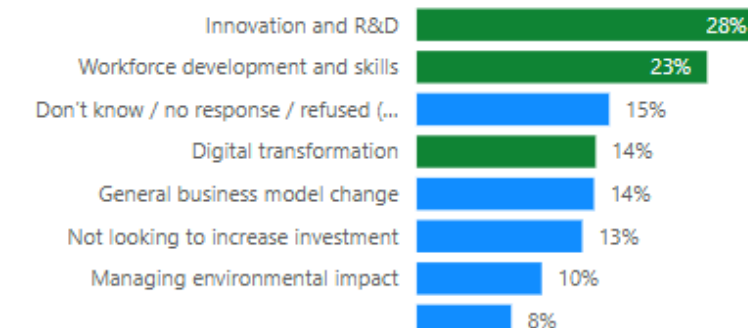 Innovation and R&D 28%
Workforce development and skills 23%
Don't know / no response / refused (... 15%
Digital transformation 14%
General business model change 14%
Not looking to increase investment 13%
Managing environmental impact 10%
8%